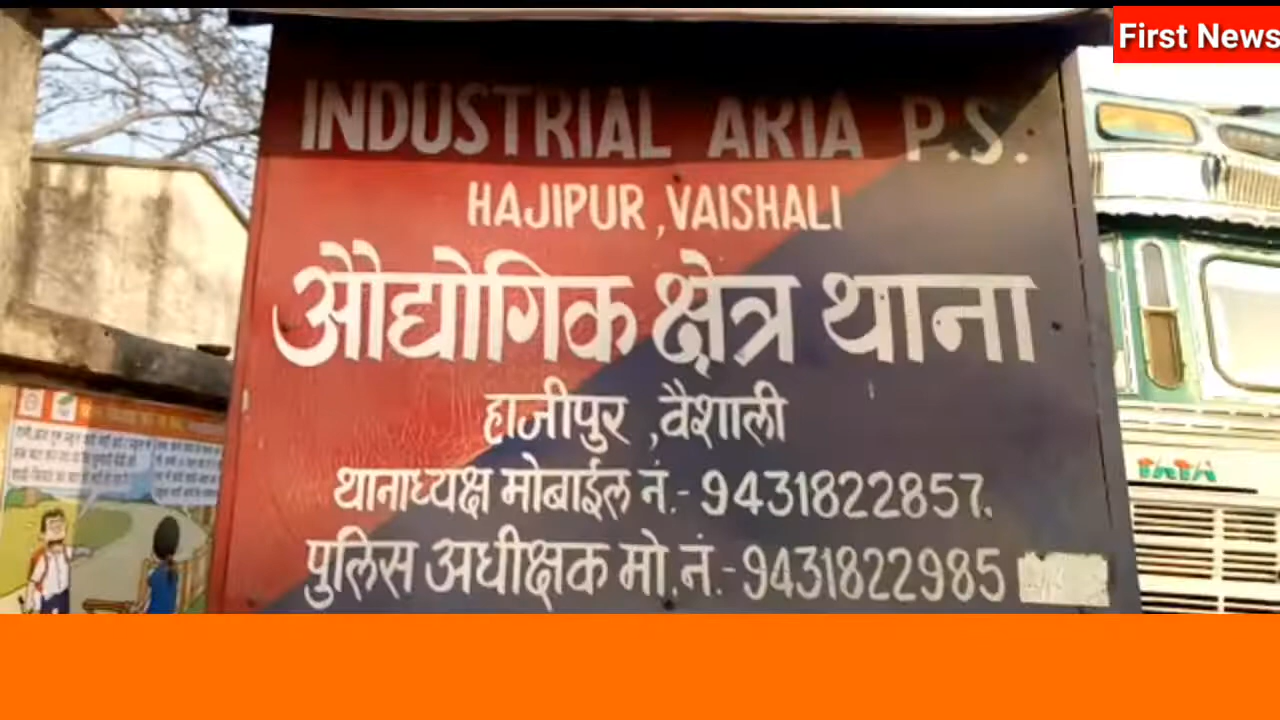 First News
INDUSTRIAL ARIA P.S.
HAJIPUR, VAISHALI
औद्योगिक क्षेत्र थाना
हाजीपुर, वैशाली
थानाध्यक्ष मोबाईल नं.- 9431822857.
पुलिस अधीक्षक मो.नं.- 9431822985
TATA